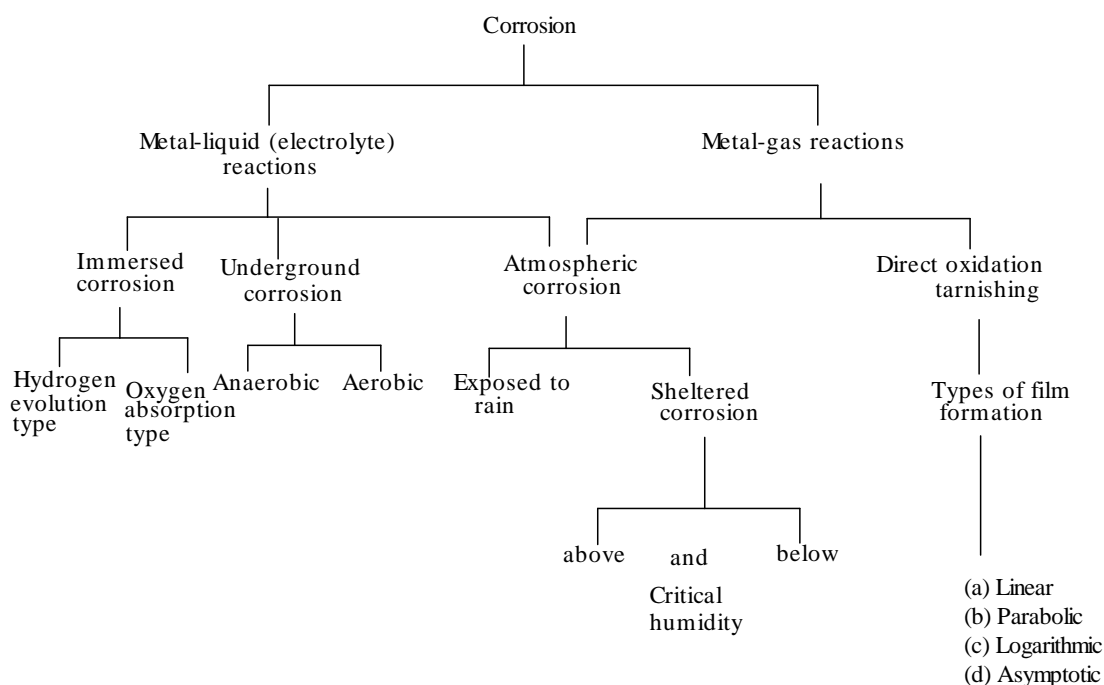 Corrosion
Metal-liquid (electrolyte)
reactions
Metal-gas reactions
Immersed
corrosion
Underground
corrosion
Atmospheric
corrosion
Direct oxidation
tarnishing
Hydrogen
evolution
type
Oxygen
absorption
type
Anaerobic
Aerobic
Exposed to
rain
Sheltered
corrosion
Types of film
formation
above
and
below
Critical
humidity
(a) Linear
(b) Parabolic
(c) Logarithmic
(d) Asymptotic